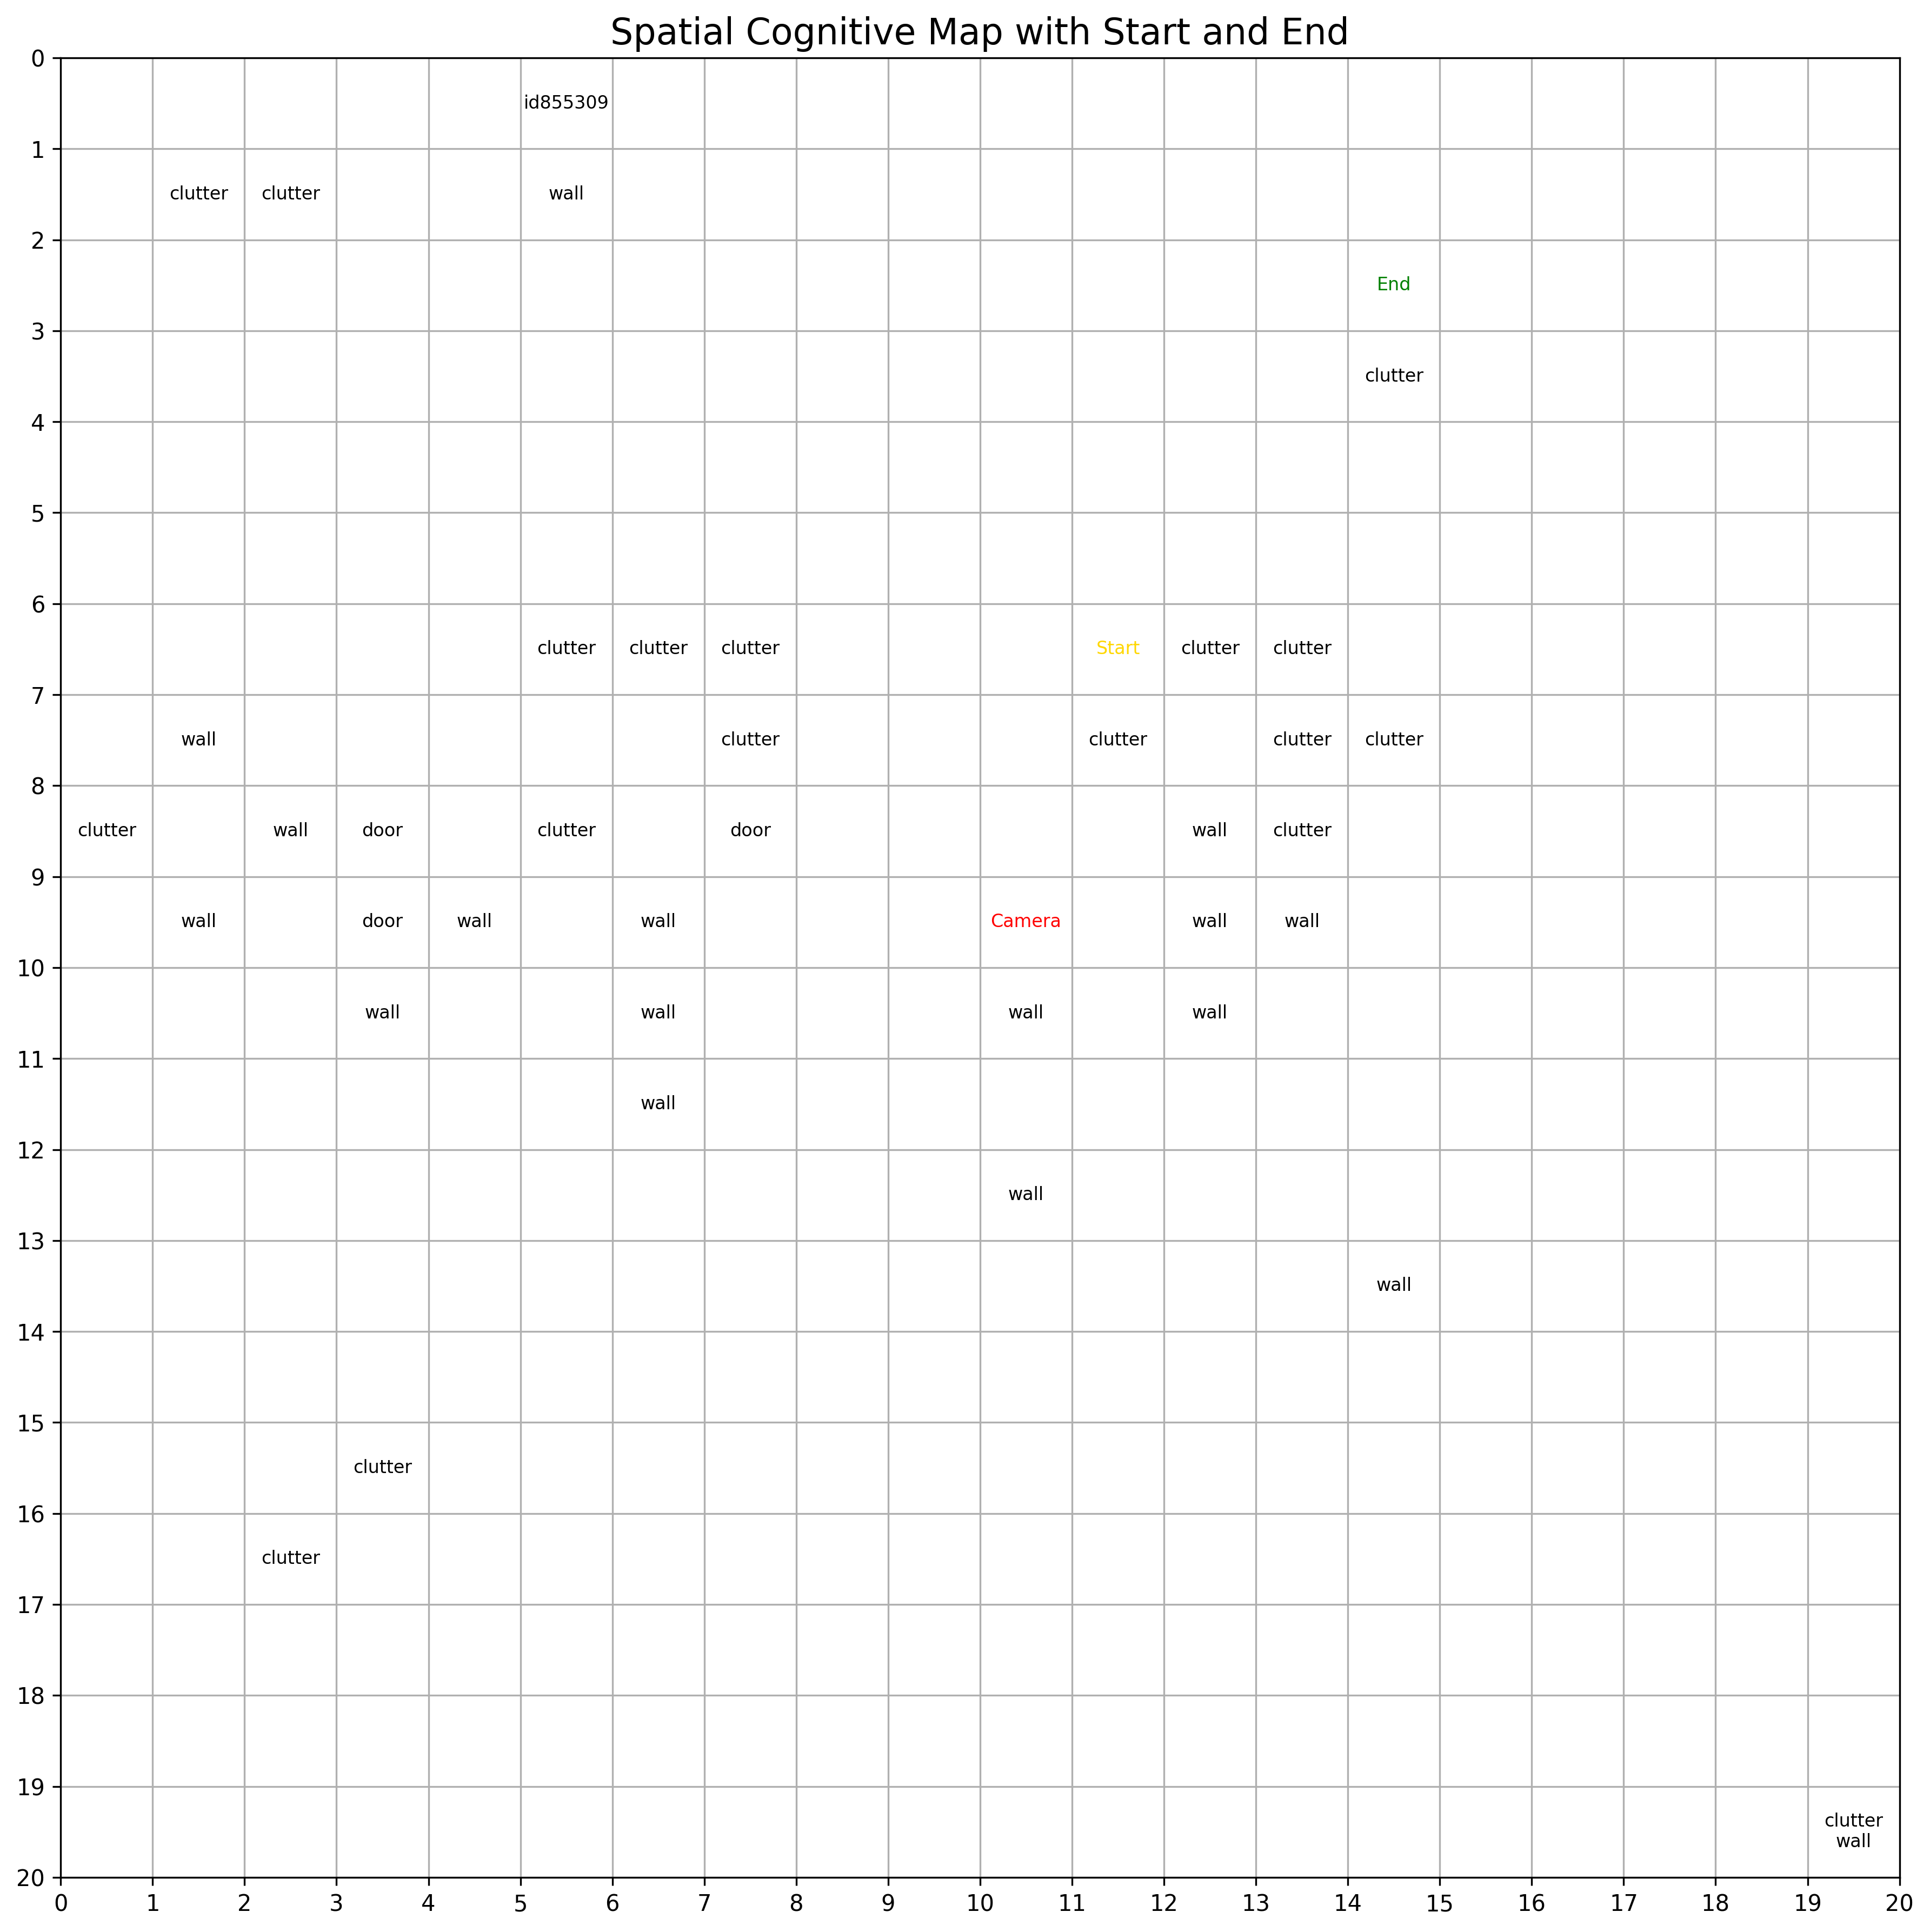 Spatial Cognitive Map with Start and End
0
id855309
1
clutter clutter wall
2
End
3
clutter
4
5
6
clutter clutter clutter Start clutter clutter
7
wall clutter clutter clutter clutter
8
clutter wall door clutter door wall clutter
9
wall door wall wall Camera wall wall
10
wall wall wall wall
11
wall
12
wall
13
wall
14
15
clutter
16
clutter
17
18
19
clutter
wall
20
0 1 2 3 4 5 6 7 8 9 10 11 12 13 14 15 16 17 18 19 20